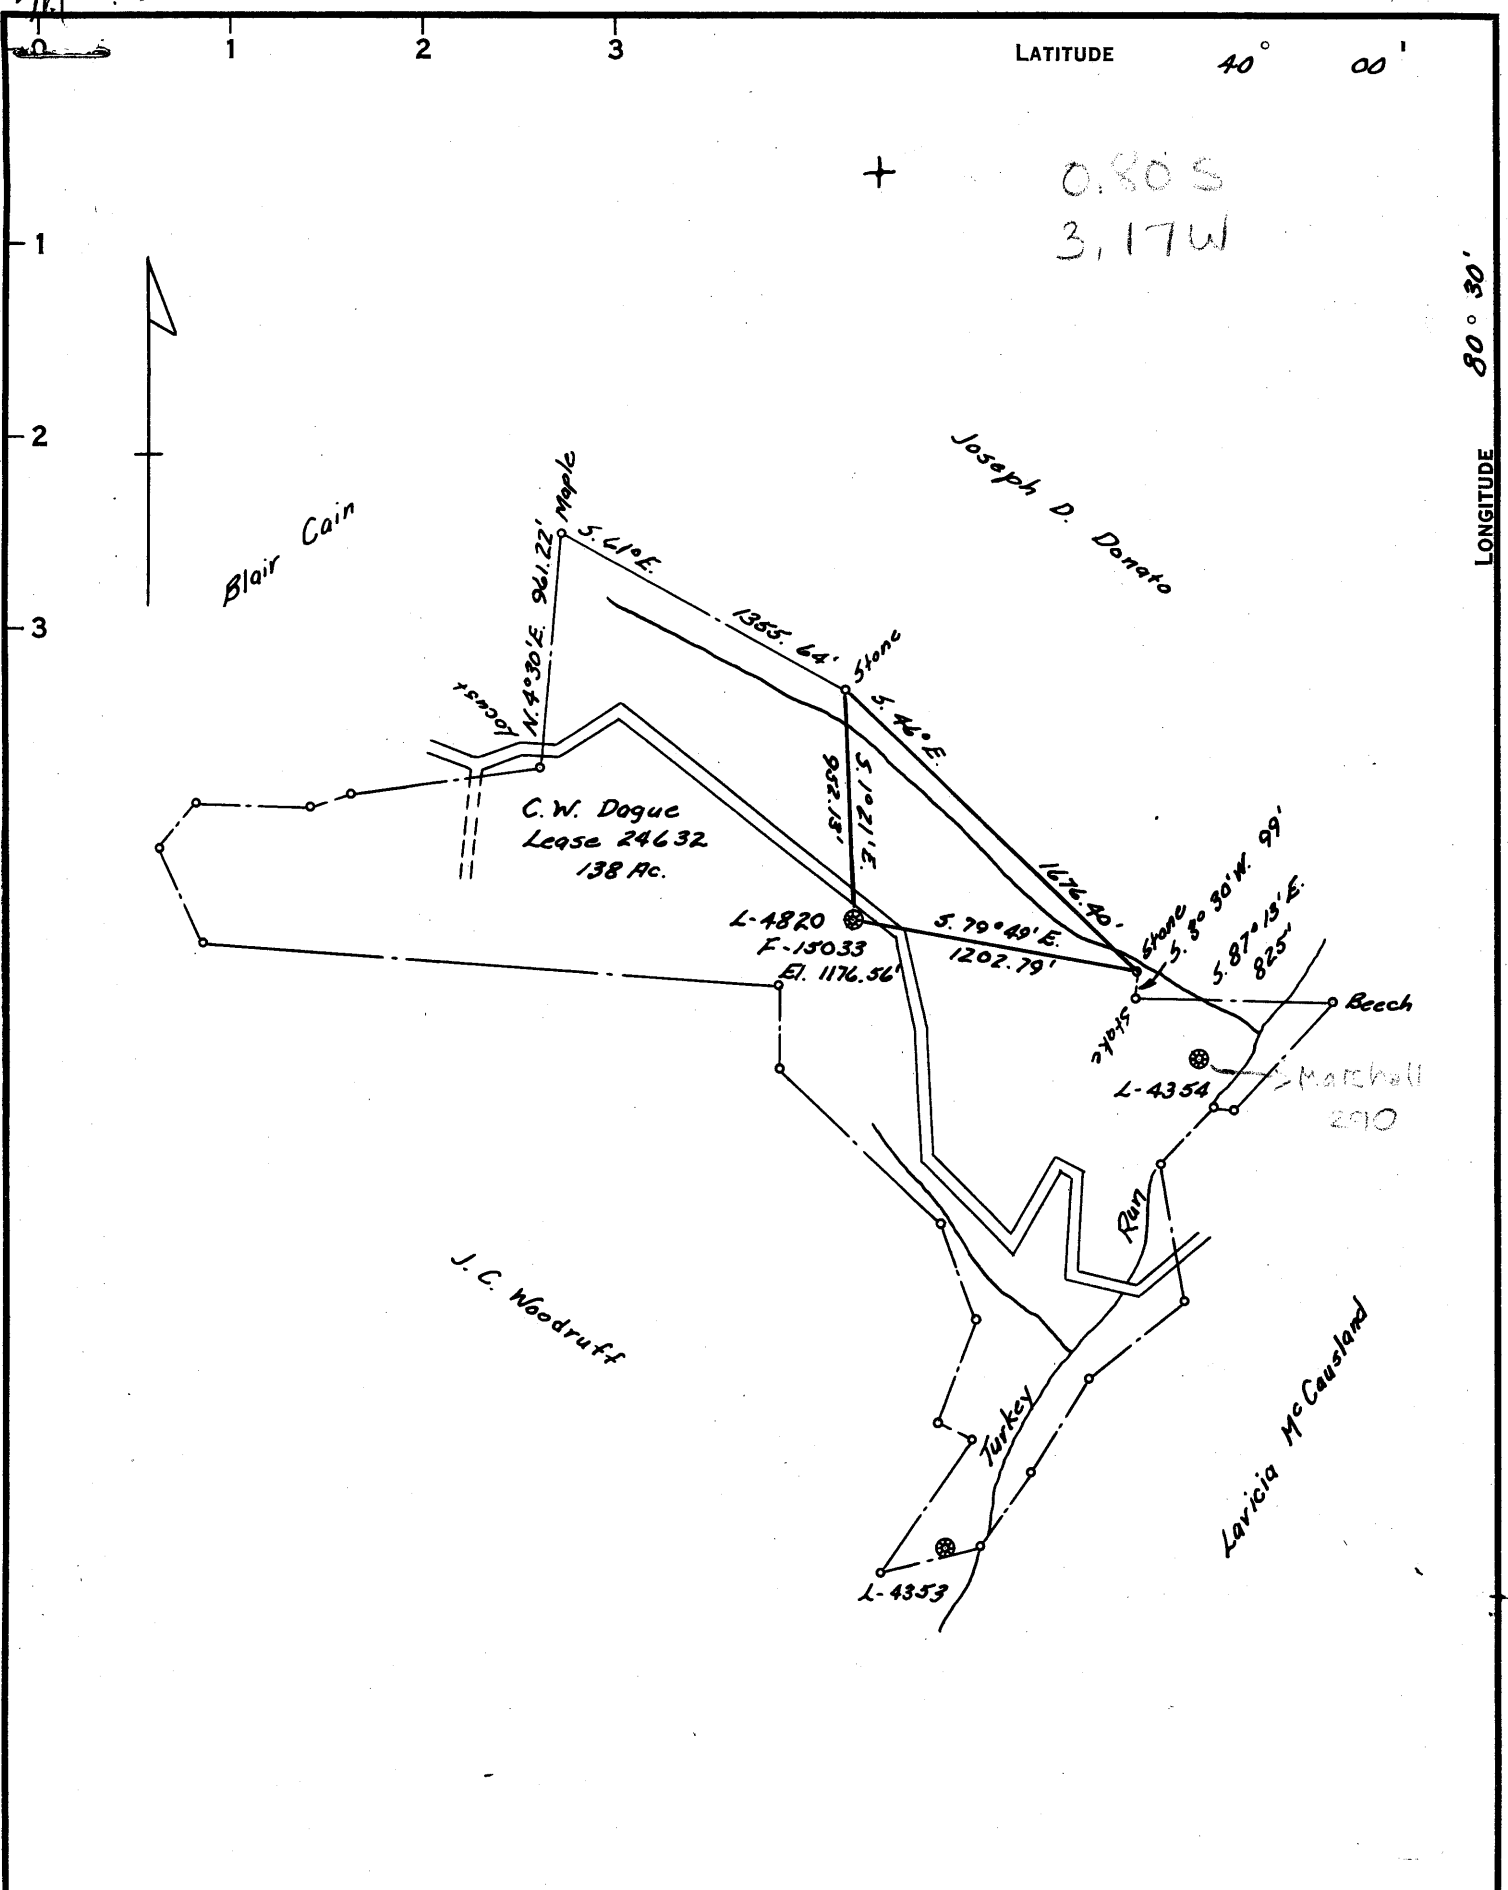 0 1 2 3 LATITUDE 40° 00'
0.80 S
3.17 W
1
2
3
80° 30'
LONGITUDE
Joseph D. Donato
Blair Cain
Maple
N. 4°30'E. 961.22'
S. 61°E.
1355.64'
Stone
Locust
S. 46°E.
S. 1°21'E.
952.13'
C.W. Dague
Lease 24632
138 Ac.
1676.40'
L-4820
F-15033
El. 1176.56'
S. 79°49'E.
1202.79'
Stone
S. 3°30'W. 99'
S. 87°13'E.
825'
Stake
Beech
L-4354
Marshall
290
Run
J. C. Woodruff
Turkey
Lavicia McCausland
L-4353